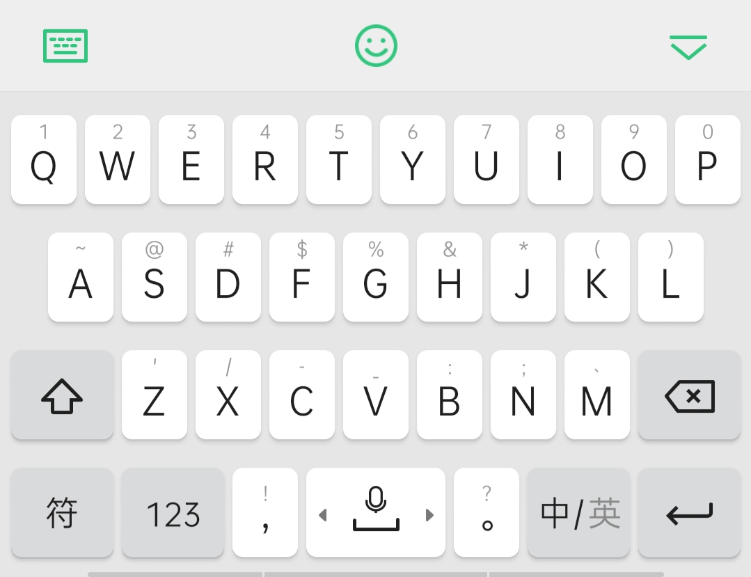 1 2 3 4 5 6 7 8 9 0
Q W E R T Y U I O P
~ @ # $ % & * ( )
A S D F G H J K L
' / - _ : ; 、
Z X C V B N M
! ?
符 123 , 。 中/英